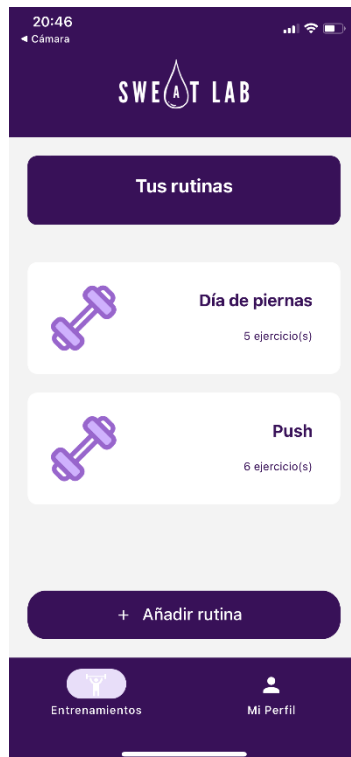 20:46
◀ Cámara
SWEAT LAB
Tus rutinas
Día de piernas
5 ejercicio(s)
Push
6 ejercicio(s)
+ Añadir rutina
Entrenamientos
Mi Perfil